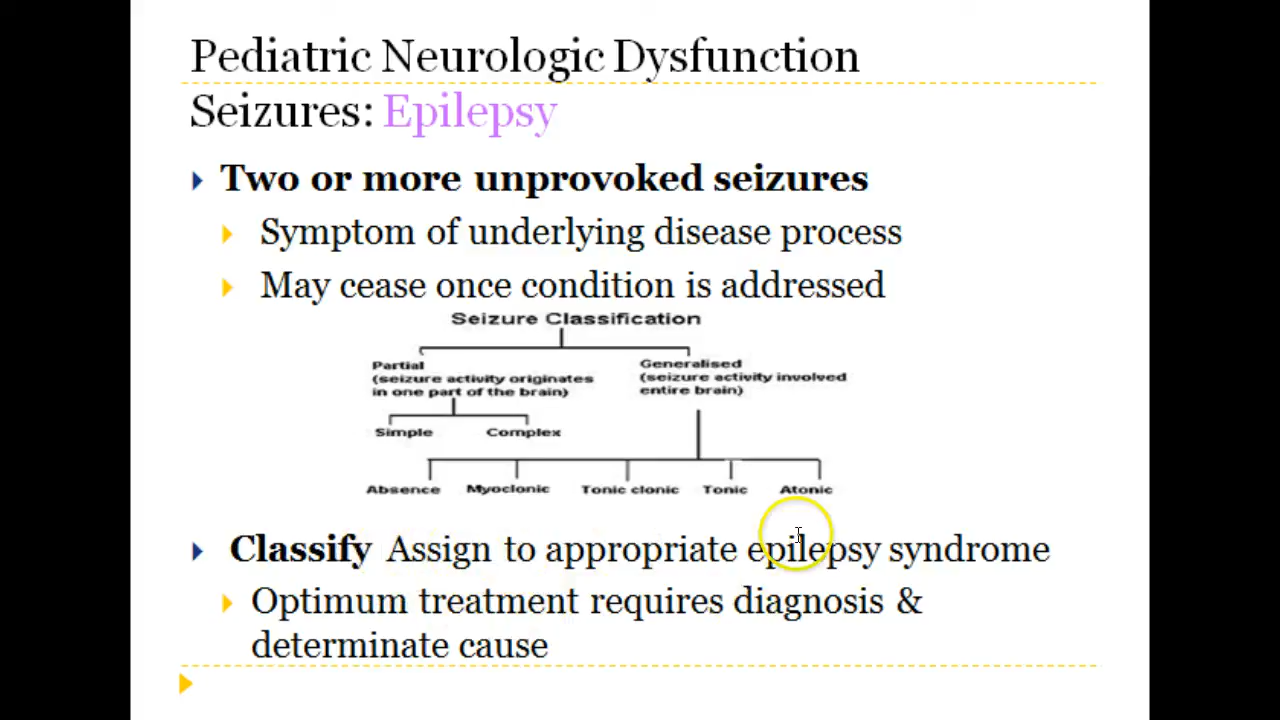 Pediatric Neurologic Dysfunction
Seizures: Epilepsy
Two or more unprovoked seizures
Symptom of underlying disease process
May cease once condition is addressed
Seizure Classification
Partial
(seizure activity originates
in one part of the brain)
Generalised
(seizure activity involved
entire brain)
Simple Complex
Absence Myoclonic Tonic clonic Tonic Atonic
Classify Assign to appropriate epilepsy syndrome
Optimum treatment requires diagnosis &
determinate cause